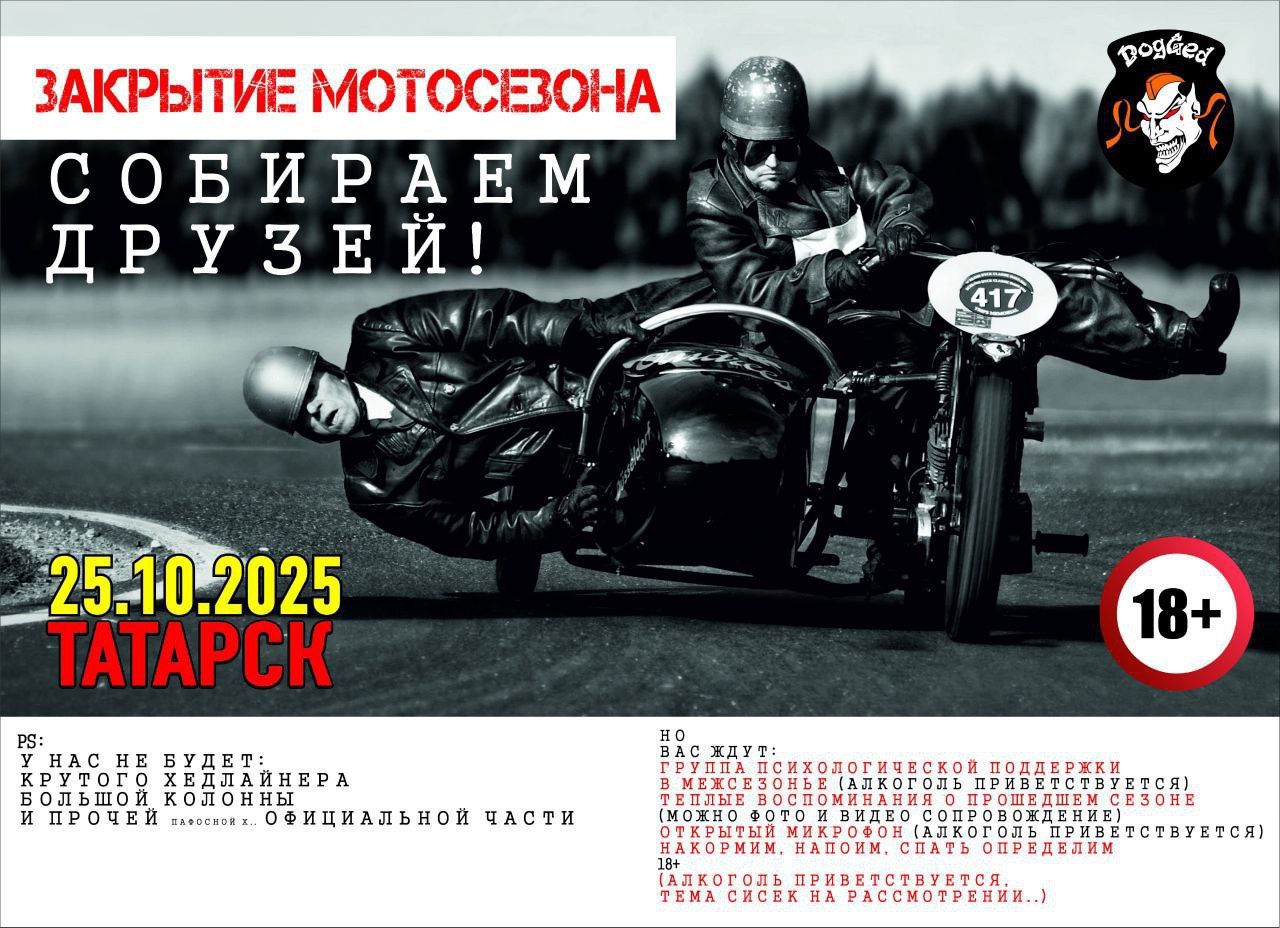 ЗАКРЫТИЕ МОТОСЕЗОНА
СОБИРАЕМ
ДРУЗЕЙ!
DogGed
417
25.10.2025
ТАТАРСК
18+
PS:
У НАС НЕ БУДЕТ:
КРУТОГО ХЕДЛАЙНЕРА
БОЛЬШОЙ КОЛОННЫ
И ПРОЧЕЙ ПАФОСНОЙ Х.. ОФИЦИАЛЬНОЙ ЧАСТИ
НО
ВАС ЖДУТ:
ГРУППА ПСИХОЛОГИЧЕСКОЙ ПОДДЕРЖКИ
В МЕЖСЕЗОНЬЕ (АЛКОГОЛЬ ПРИВЕТСТВУЕТСЯ)
ТЕПЛЫЕ ВОСПОМИНАНИЯ О ПРОШЕДШЕМ СЕЗОНЕ
(МОЖНО ФОТО И ВИДЕО СОПРОВОЖДЕНИЕ)
ОТКРЫТЫЙ МИКРОФОН (АЛКОГОЛЬ ПРИВЕТСТВУЕТСЯ)
НАКОРМИМ, НАПОИМ, СПАТЬ ОПРЕДЕЛИМ
18+
(АЛКОГОЛЬ ПРИВЕТСТВУЕТСЯ,
ТЕМА СИСЕК НА РАССМОТРЕНИИ..)